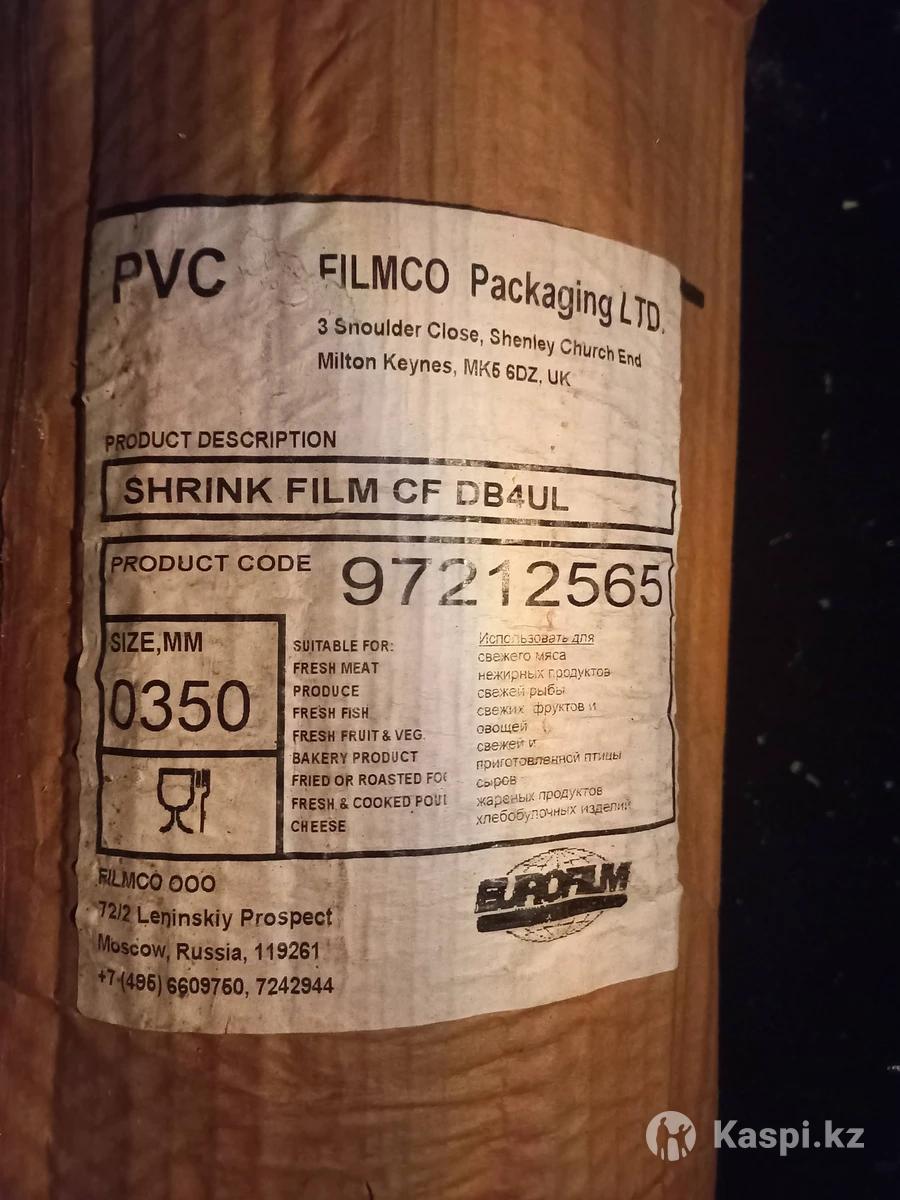 PVC
FILMCO Packaging LTD.
3 Snoulder Close, Shenley Church End
Milton Keynes, MK5 6DZ, UK
PRODUCT DESCRIPTION
SHRINK FILM CF DB4UL
PRODUCT CODE 97212565
SIZE,MM
0350
SUITABLE FOR:
FRESH MEAT
PRODUCE
FRESH FISH
FRESH FRUIT & VEG.
BAKERY PRODUCT
FRIED OR ROASTED
FRESH & COOKED
CHEESE
Использовать для
свежего мяса
нежирных продуктов
свежей рыбы
свежих фруктов и
овощей
свежей и
приготовленной птицы
сыров
жареных продуктов
хлебобулочных изделий
FILMCO OOO
72/2 Leninskiy Prospect
Moscow, Russia, 119261
+7 (495) 6609750, 7242944
EUROFILM
Kaspi.kz